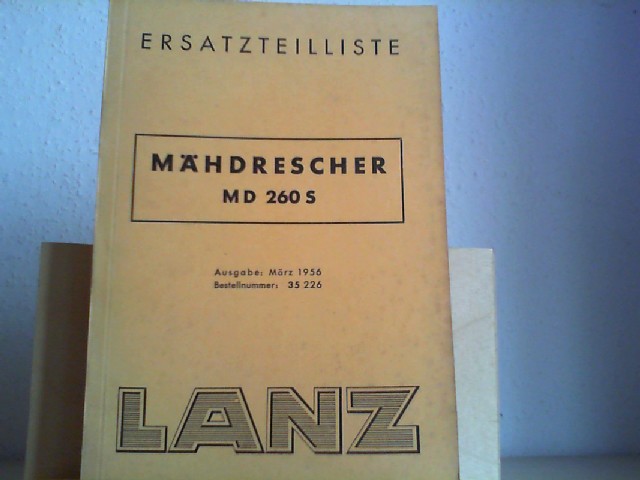 ERSATZTEILLISTE
MÄHDRESCHER
MD 260 S
Ausgabe: März 1956
Bestellnummer: 35 226
LANZ